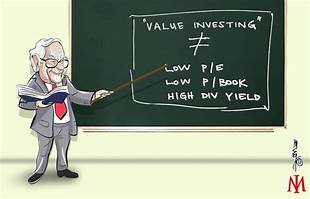 "VALUE INVESTING"
≠
LOW P/E
LOW P/BOOK
HIGH DIV YIELD